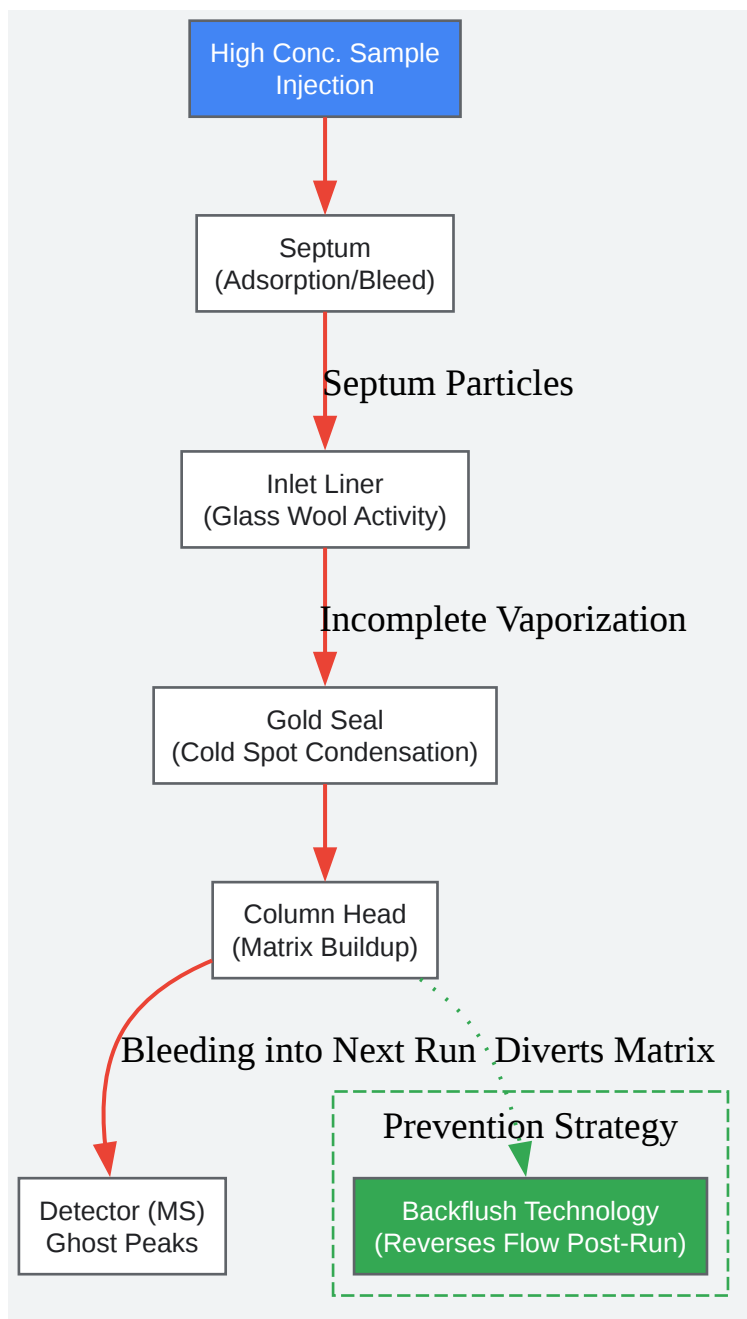 High Conc. Sample
Injection
Septum
(Adsorption/Bleed)
Septum Particles
Inlet Liner
(Glass Wool Activity)
Incomplete Vaporization
Gold Seal
(Cold Spot Condensation)
Column Head
(Matrix Buildup)
Bleeding into Next Run
Diverts Matrix
Prevention Strategy
Detector (MS)
Ghost Peaks
Backflush Technology
(Reverses Flow Post-Run)